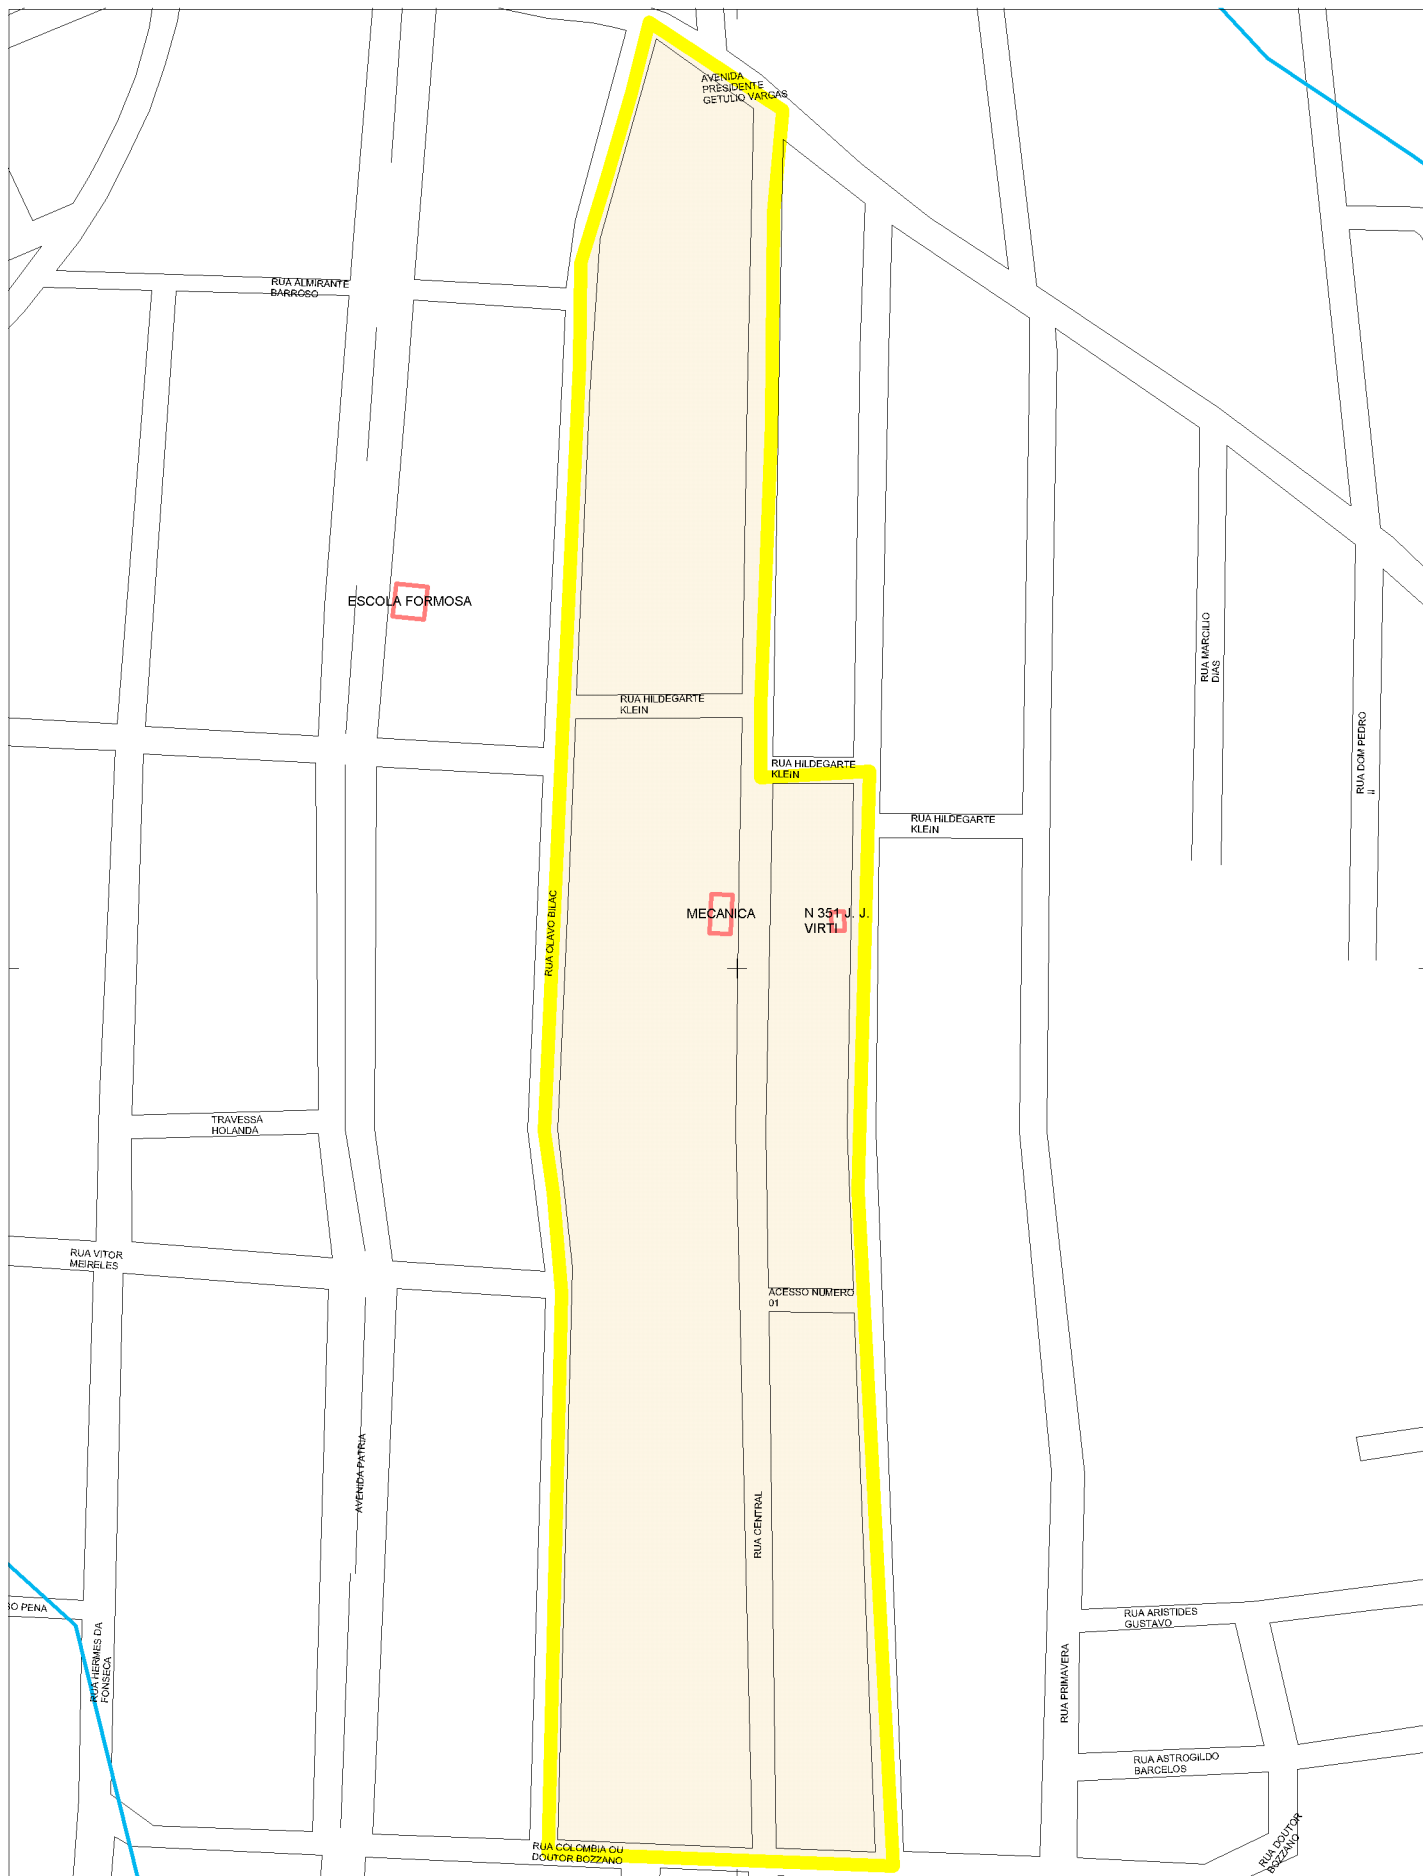 AVENIDA
PRESIDENTE
GETULIO VARGAS
RUA ALMIRANTE
BARROSO
ESCOLA FORMOSA
RUA MARCILIO
DIAS
RUA HILDEGARTE
KLEIN
RUA DOM PEDRO
II
RUA HILDEGARTE
KLEIN
RUA HILDEGARTE
KLEIN
RUA OLAVO BILAC
MECANICA
N 351 J. J.
VIRTI
TRAVESSA
HOLANDA
RUA VITOR
MEIRELES
ACESSO NUMERO
01
AVENIDA PATRIA
RUA CENTRAL
SO PENA
RUA HERMES DA
FONSECA
RUA ARISTIDES
GUSTAVO
RUA PRIMAVERA
RUA ASTROGILDO
BARCELOS
RUA COLOMBIA OU
DOUTOR BOZZANO
RUA DOUTOR
BOZZANO